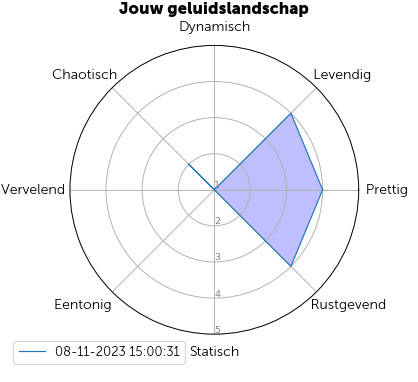 Jouw geluidslandschap
Dynamisch
Chaotisch
Levendig
Vervelend
1
Prettig
2
3
4
Eentonig
Rustgevend
5
08-11-2023 15:00:31
Statisch